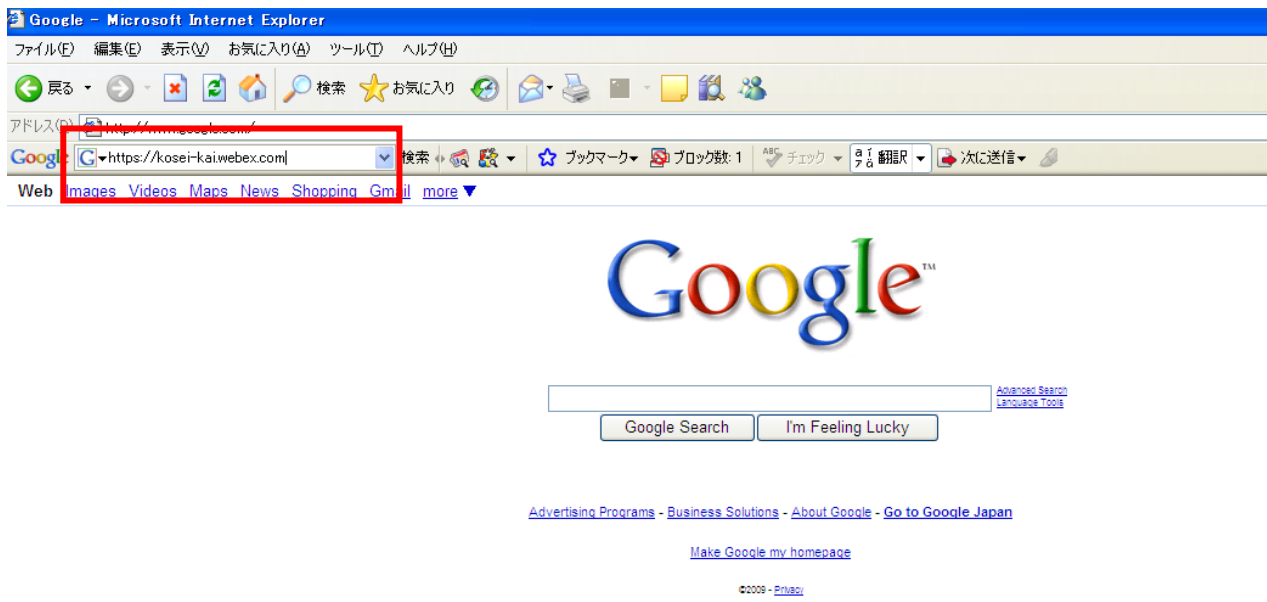 Google - Microsoft Internet Explorer
ファイル(F) 編集(E) 表示(V) お気に入り(A) ツール(T) ヘルプ(H)
戻る 検索 お気に入り
アドレス(D) http://www.google.com/
Google G https://kosei-kai.webex.com 検索 ブックマーク ブロック数: 1 ABC チェック 翻訳 次に送信
Web Images Videos Maps News Shopping Gmail more ▼
Google™
Advanced Search
Language Tools
Google Search I'm Feeling Lucky
Advertising Programs - Business Solutions - About Google - Go to Google Japan
Make Google my homepage
©2009 - Privacy